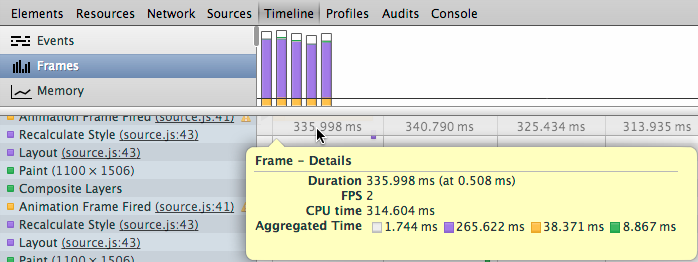 Elements Resources Network Sources Timeline Profiles Audits Console
Events
Frames
Memory
Animation Frame Fired (source.js:41)
335.998 ms 340.790 ms 325.434 ms 313.935 ms
Recalculate Style (source.js:43)
Layout (source.js:43)
Paint (1100 × 1506)
Composite Layers
Animation Frame Fired (source.js:41)
Recalculate Style (source.js:43)
Layout (source.js:43)
Paint (1100 × 1506)
Frame – Details
Duration 335.998 ms (at 0.508 ms)
FPS 2
CPU time 314.604 ms
Aggregated Time 1.744 ms 265.622 ms 38.371 ms 8.867 ms